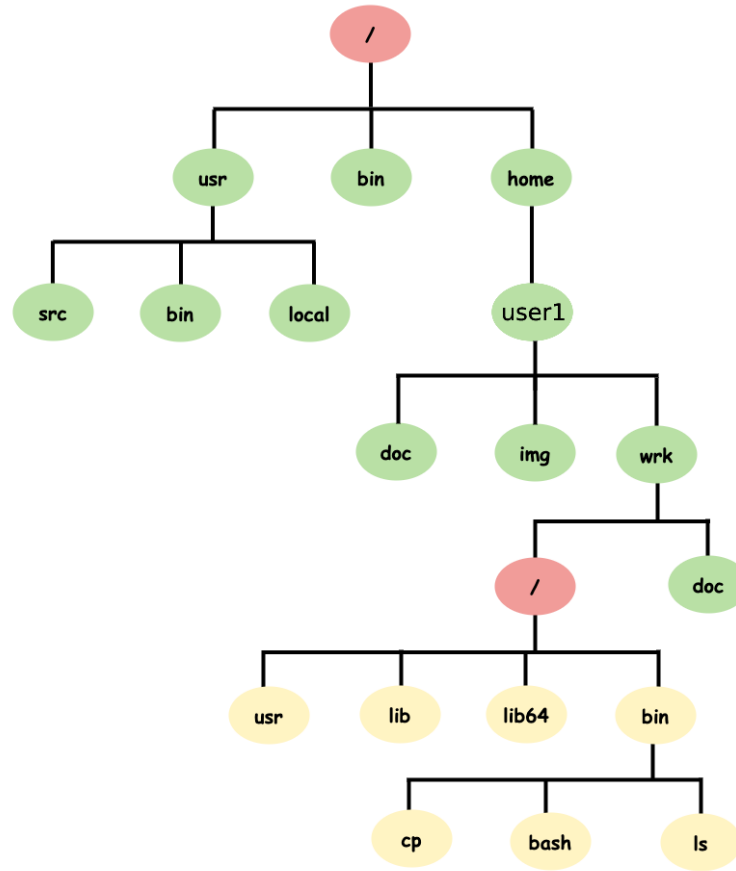 /
usr
bin
home
src
bin
local
user1
doc
img
wrk
/
doc
usr
lib
lib64
bin
cp
bash
ls